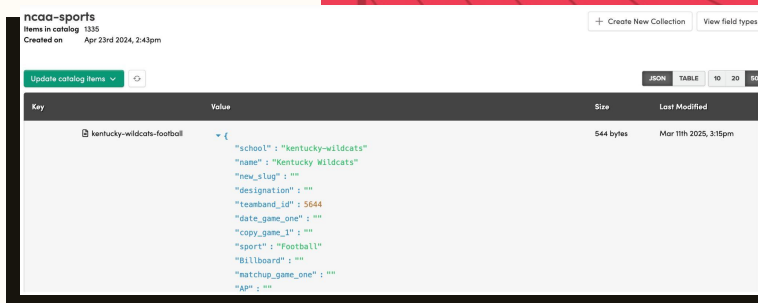 ncaa-sports
Items in catalog 1335
Created on Apr 23rd 2024, 2:43pm
+ Create New Collection View field types
Update catalog items
JSON TABLE 10 20 50
Key Value Size Last Modified
kentucky-wildcats-football { 544 bytes Mar 11th 2025, 3:15pm
"school" : "kentucky-wildcats"
"name" : "Kentucky Wildcats"
"new_slug" : ""
"designation" : ""
"teamband_id" : 5644
"date_game_one" : ""
"copy_game_1" : ""
"sport" : "Football"
"Billboard" : ""
"matchup_game_one" : ""
"AP" : ""